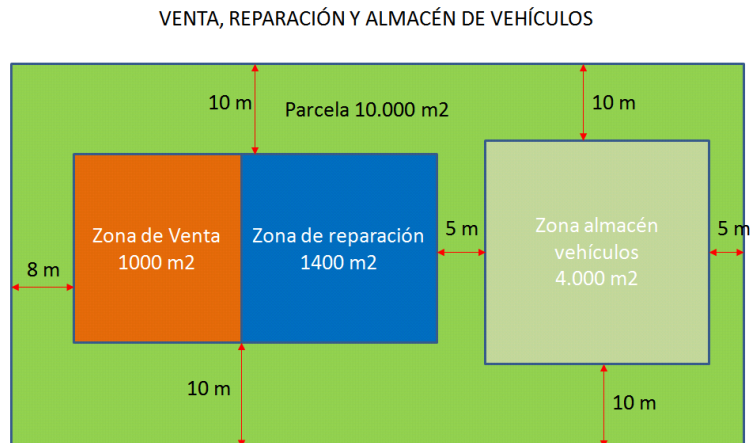 VENTA, REPARACIÓN Y ALMACÉN DE VEHÍCULOS
10 m
Parcela 10.000 m2
10 m
Zona de Venta
1000 m2
Zona de reparación
1400 m2
5 m
Zona almacén
vehículos
4.000 m2
5 m
8 m
10 m
10 m